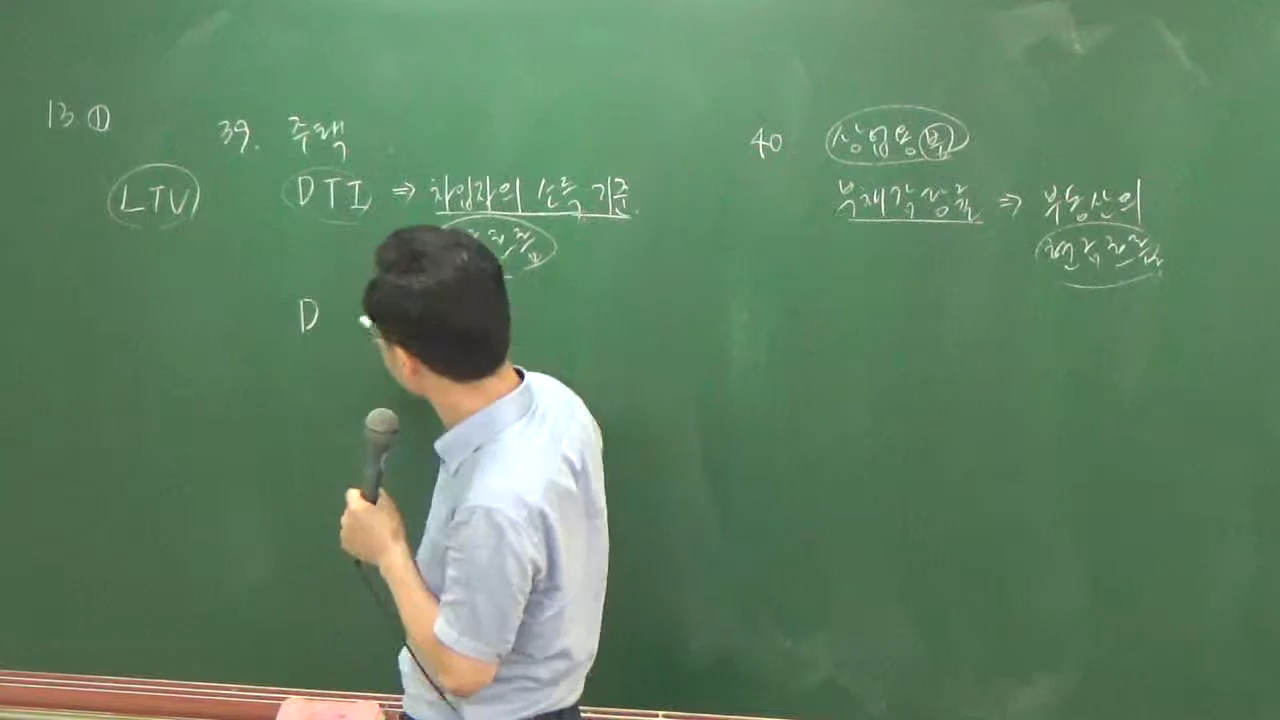 13. ①
39. 주택
LTV DTI ⇒ 차입자의 소득 기준
D
40 상업용 부
부채감당률 ⇒ 부동산의